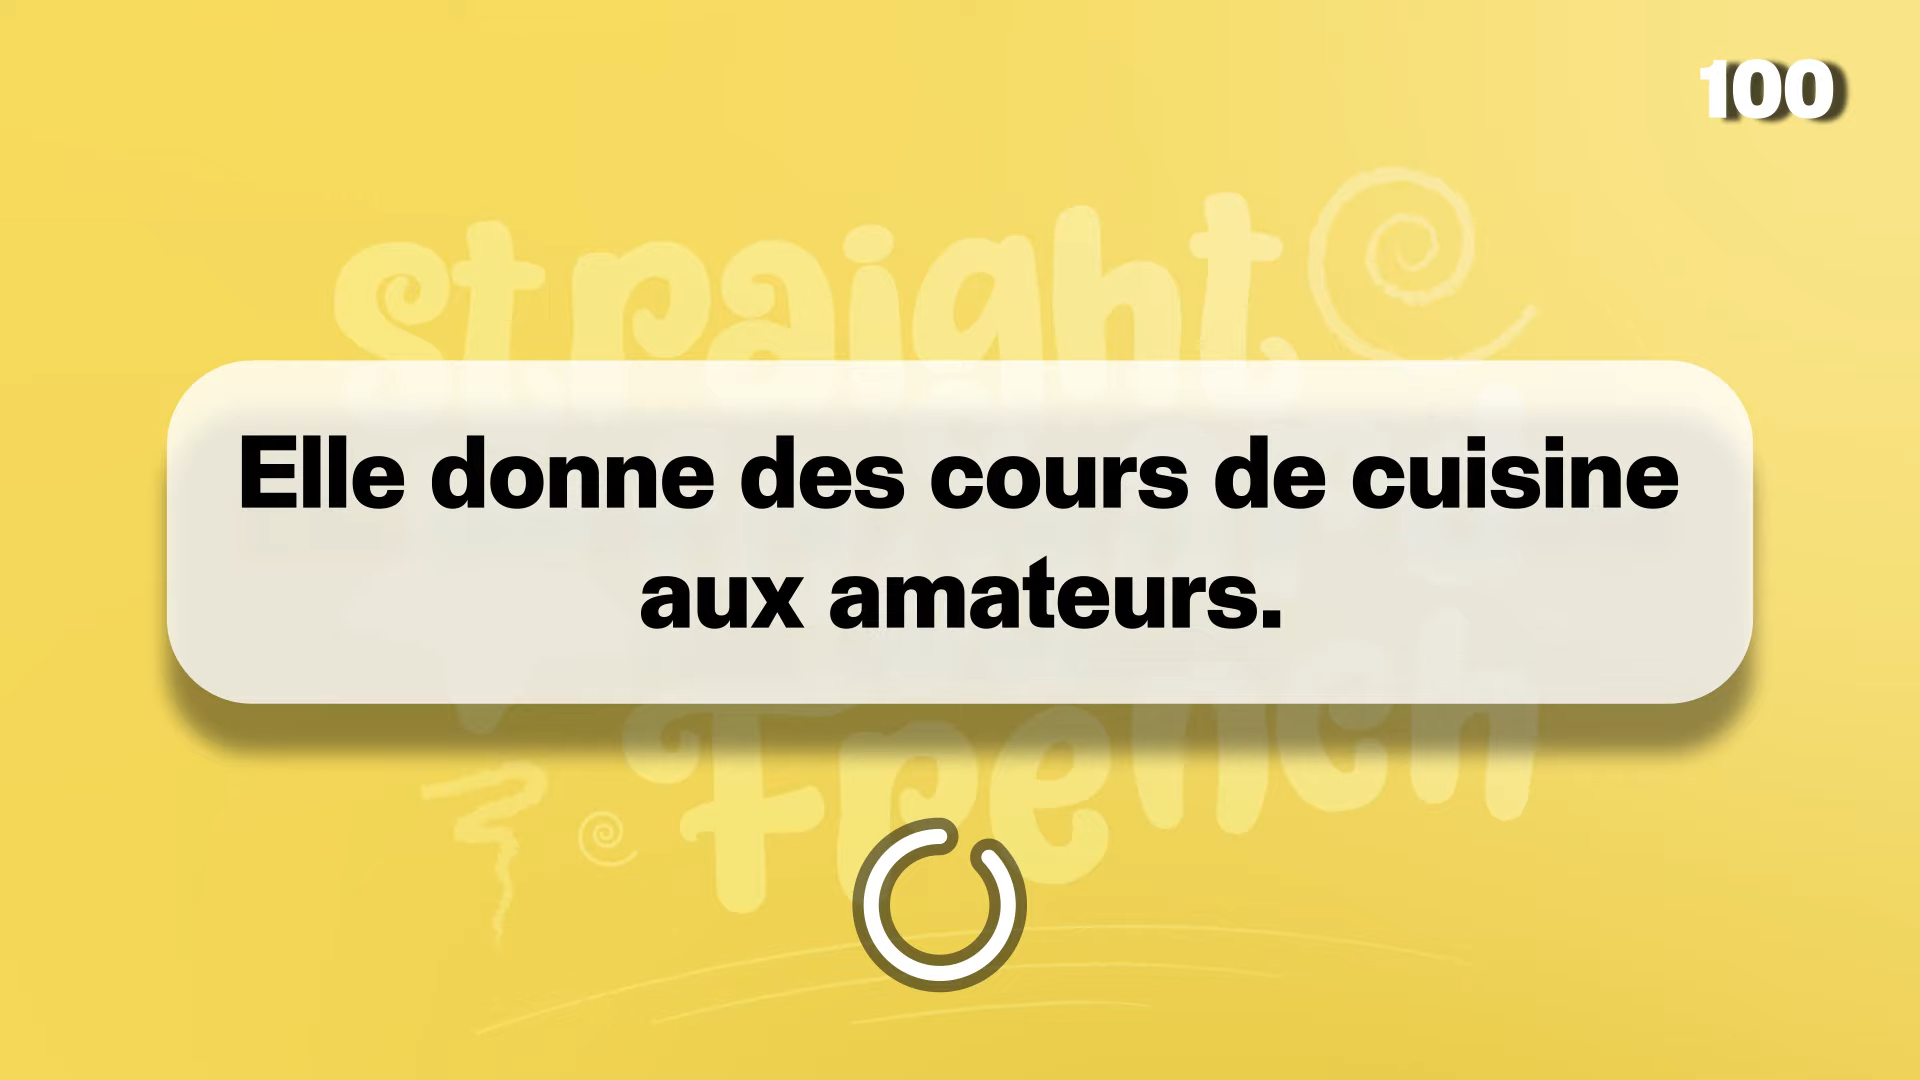 100
straight
Elle donne des cours de cuisine
aux amateurs.
French